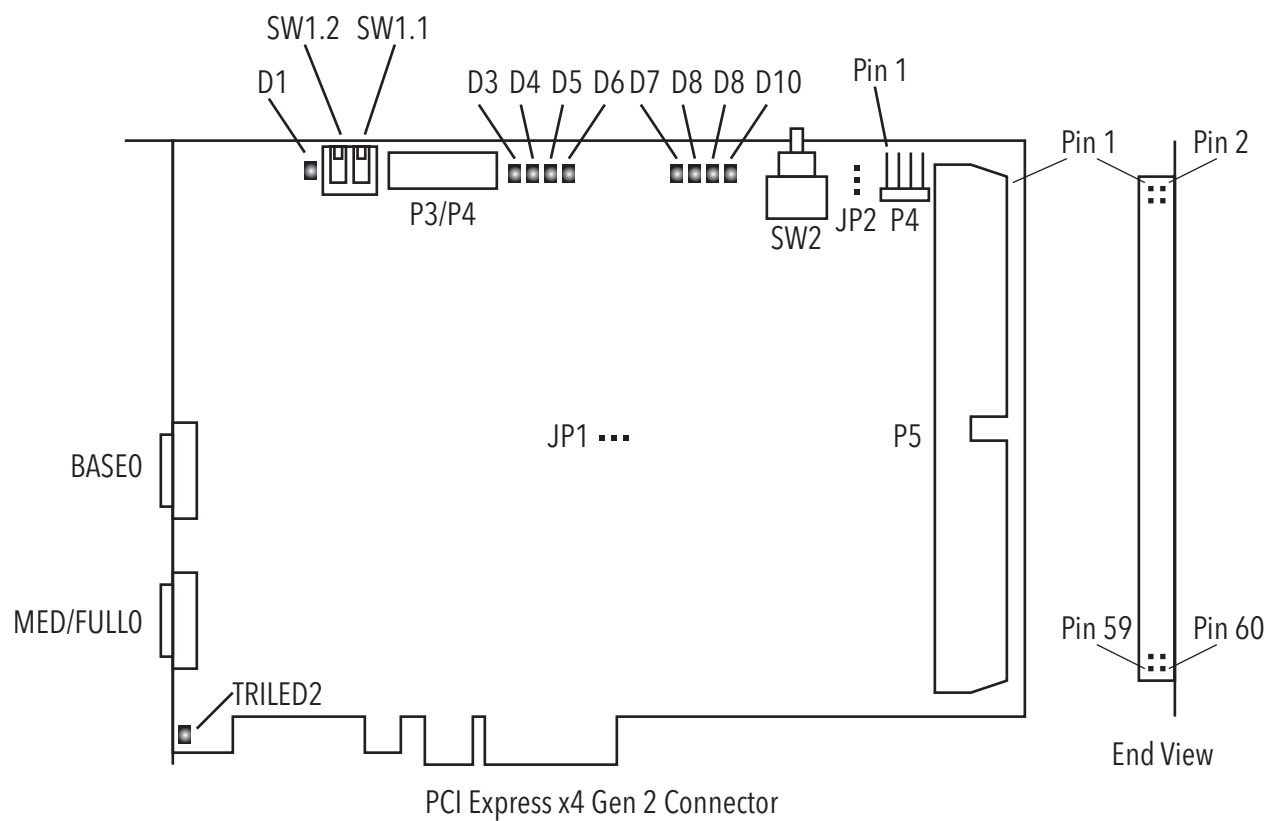 SW1.2 SW1.1
D1
D3 D4 D5 D6 D7 D8 D8 D10
Pin 1
Pin 1
Pin 2
P3/P4
SW2
JP2
P4
JP1
P5
BASE0
MED/FULL0
Pin 59
Pin 60
TRILED2
End View
PCI Express x4 Gen 2 Connector